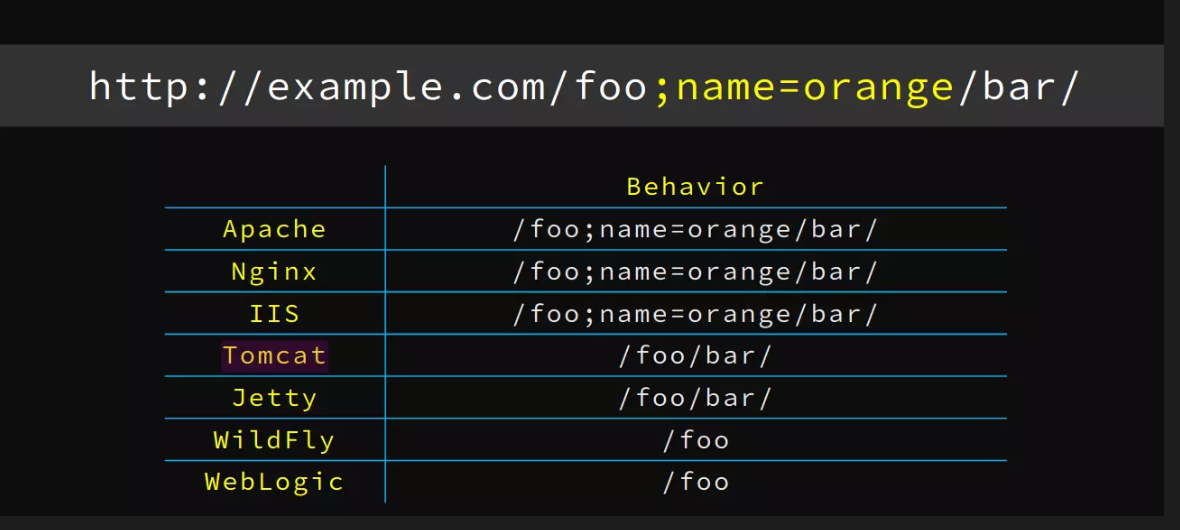 http://example.com/foo;name=orange/bar/
Behavior
Apache /foo;name=orange/bar/
Nginx /foo;name=orange/bar/
IIS /foo;name=orange/bar/
Tomcat /foo/bar/
Jetty /foo/bar/
WildFly /foo
WebLogic /foo